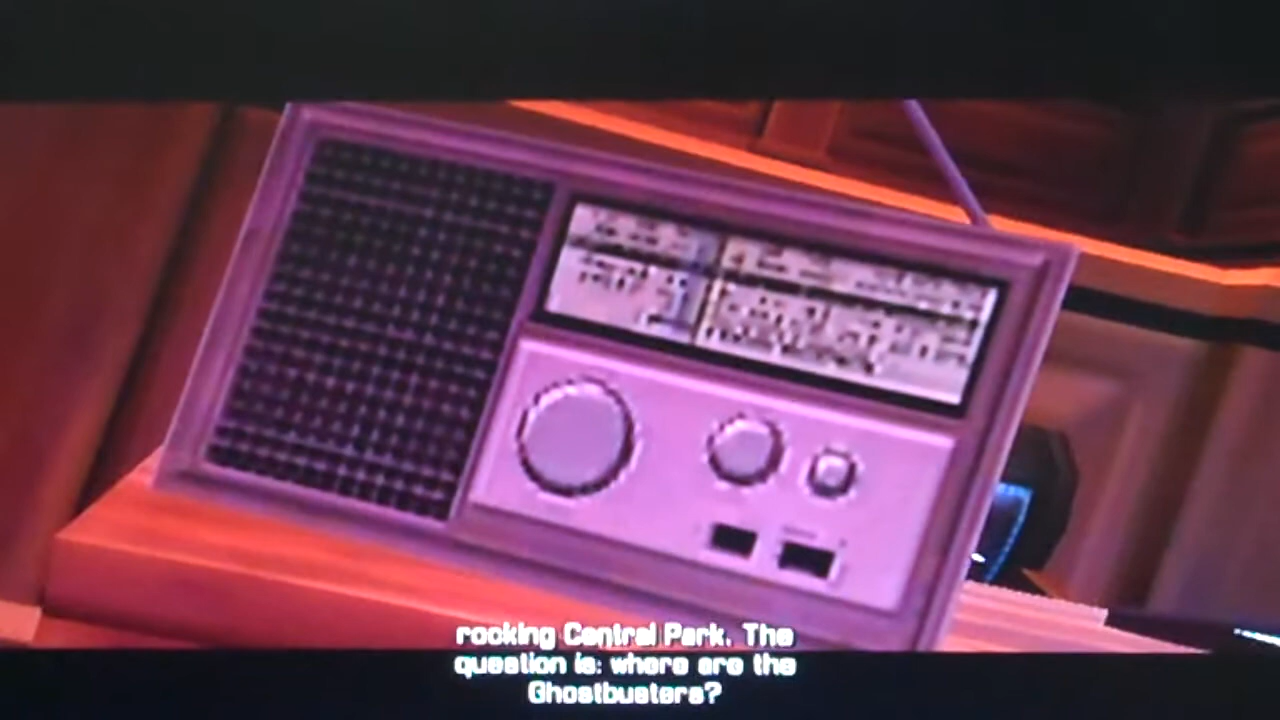 rocking Central Park. The
question is: where are the
Ghostbusters?